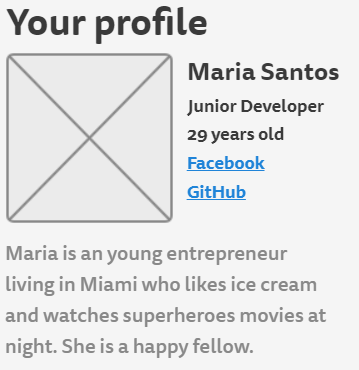 Your profile
Maria Santos
Junior Developer
29 years old
Facebook
GitHub
Maria is an young entrepreneur
living in Miami who likes ice cream
and watches superheroes movies at
night. She is a happy fellow.